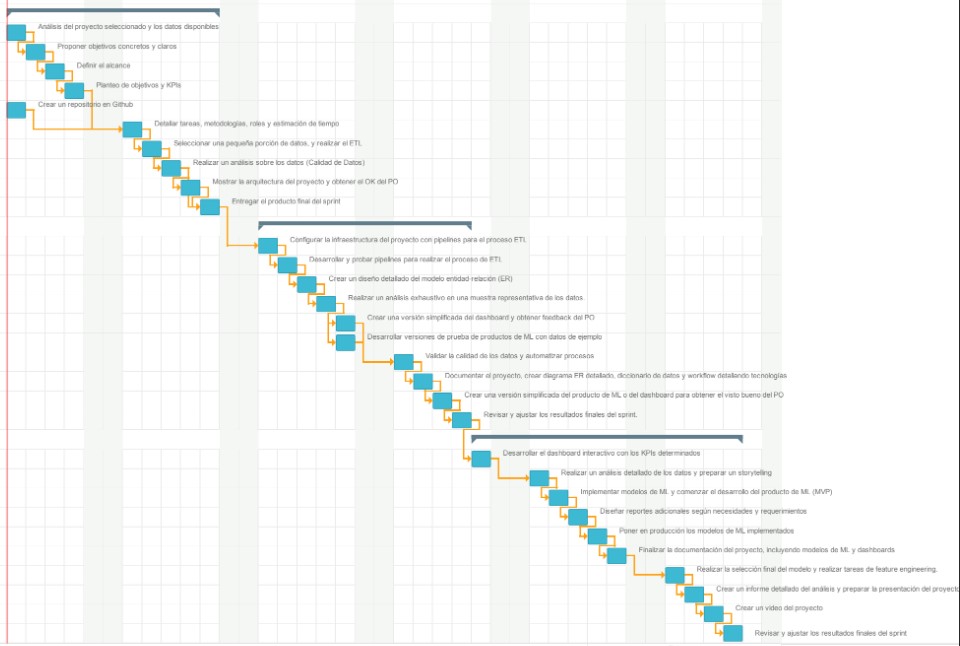 Análisis del proyecto seleccionado y los datos disponibles
Proponer objetivos concretos y claros
Definir el alcance
Planteo de objetivos y KPIs
Crear un repositorio en Github
Detallar tareas, metodologías, roles y estimación de tiempo
Seleccionar una pequeña porción de datos, y realizar el ETL
Realizar un análisis sobre los datos (Calidad de Datos)
Mostrar la arquitectura del proyecto y obtener el OK del PO
Entregar el producto final del sprint
Configurar la infraestructura del proyecto con pipelines para el proceso ETL
Desarrollar y probar pipelines para realizar el proceso de ETL
Crear un diseño detallado del modelo entidad-relación (ER)
Realizar un análisis exhaustivo en una muestra representativa de los datos
Crear una versión simplificada del dashboard y obtener feedback del PO
Desarrollar versiones de prueba de productos de ML con datos de ejemplo
Validar la calidad de los datos y automatizar procesos
Documentar el proyecto, crear diagrama ER detallado, diccionario de datos y workflow detallando tecnologías
Crear una versión simplificada del producto de ML o del dashboard para obtener el visto bueno del PO
Revisar y ajustar los resultados finales del sprint.
Desarrollar el dashboard interactivo con los KPIs determinados
Realizar un análisis detallado de los datos y preparar un storytelling
Implementar modelos de ML y comenzar el desarrollo del producto de ML (MVP)
Diseñar reportes adicionales según necesidades y requerimientos
Poner en producción los modelos de ML implementados
Finalizar la documentación del proyecto, incluyendo modelos de ML y dashboards
Realizar la selección final del modelo y realizar tareas de feature engineering.
Crear un informe detallado del análisis y preparar la presentación del proyecto
Crear un video del proyecto
Revisar y ajustar los resultados finales del sprint